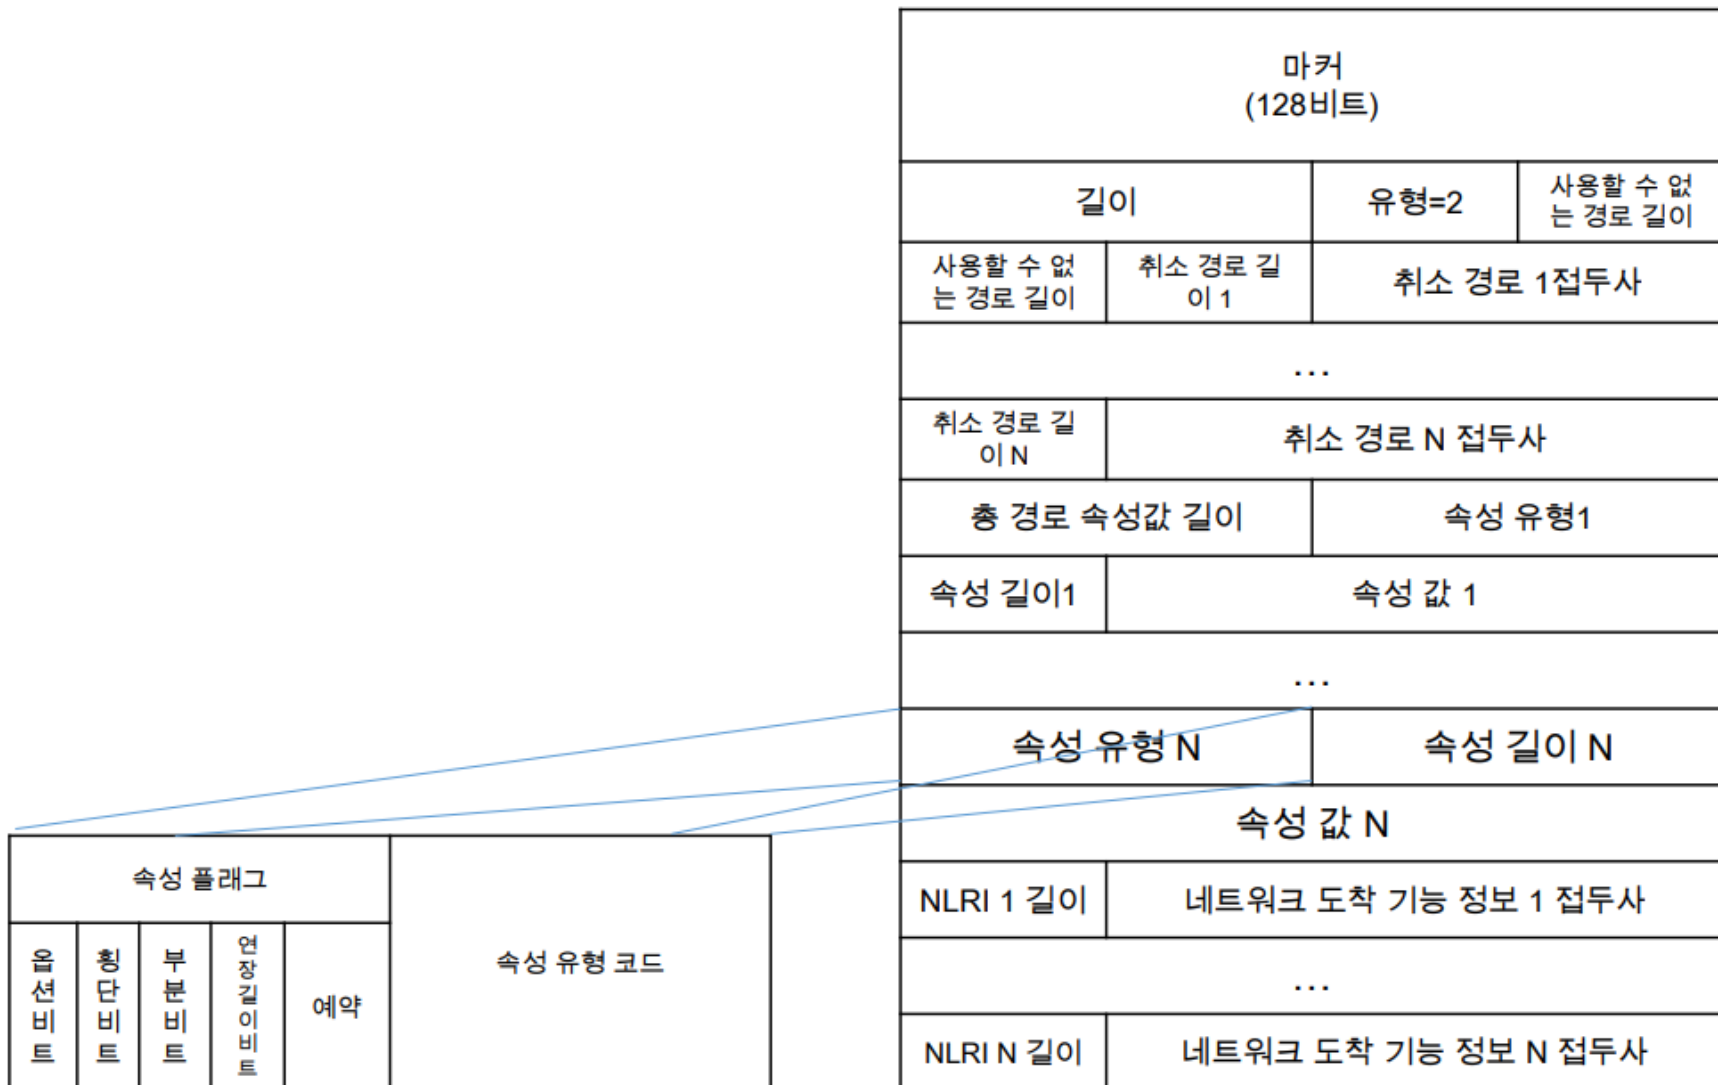 마커
(128비트)
길이
유형=2
사용할 수 없
는 경로 길이
사용할 수 없
는 경로 길이
취소 경로 길
이 1
취소 경로 1접두사
...
취소 경로 길
이 N
취소 경로 N 접두사
총 경로 속성값 길이
속성 유형1
속성 길이1
속성 값 1
...
속성 유형 N
속성 길이 N
속성 값 N
NLRI 1 길이
네트워크 도착 기능 정보 1 접두사
...
NLRI N 길이
네트워크 도착 기능 정보 N 접두사
속성 플래그
옵션비트
횡단비트
부분비트
연장길이비트
예약
속성 유형 코드